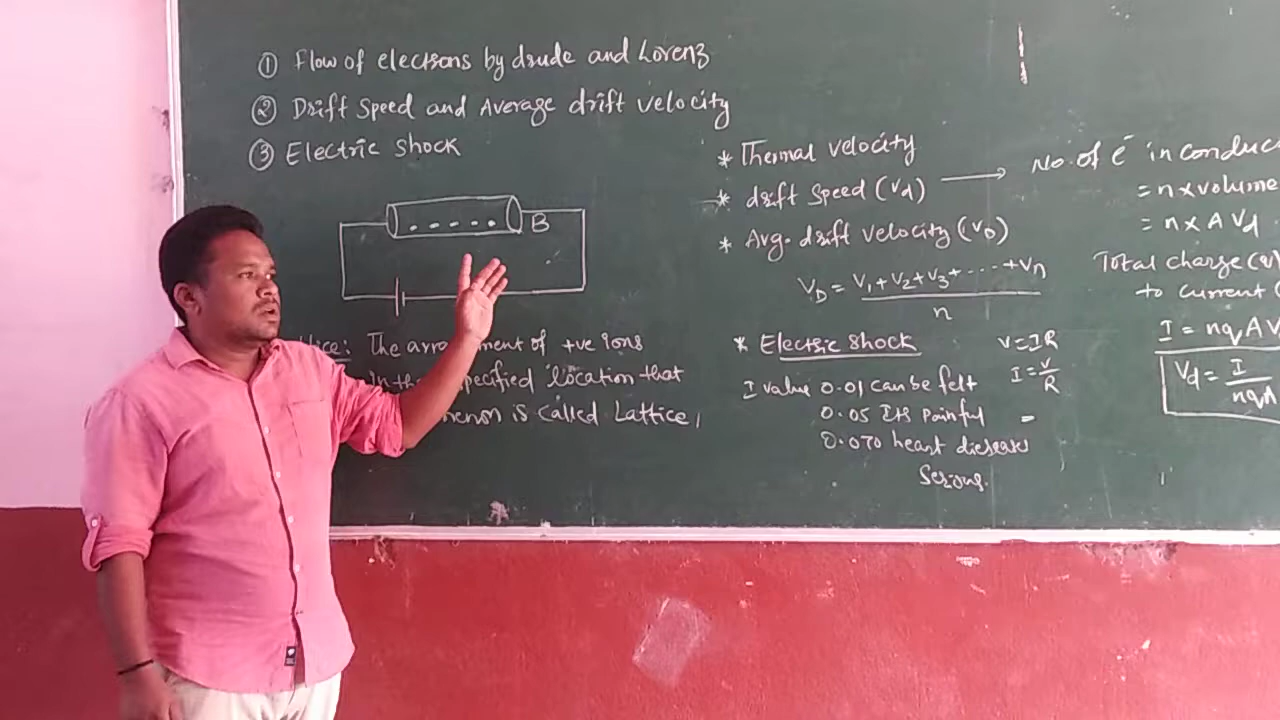 ① Flow of electrons by drude and Lorenz
② Drift Speed and Average drift velocity
③ Electric shock
B
The arrangement of +ve ions
specified location that
is called Lattice,
* Thermal velocity
* drift Speed (Vd) →
* Avg. drift velocity (VD)
VD = V1+V2+V3+.....+Vn / n
* Electric shock
I value 0.01 can be felt
0.05 Its painful =
0.070 heart dieseases
Serious.
V=IR
I = V/R
No. of e⁻ in conduc
= n x volume
= n x A Vd
Total charge (q)
to current (
I = nqAV
Vd = I / nqA